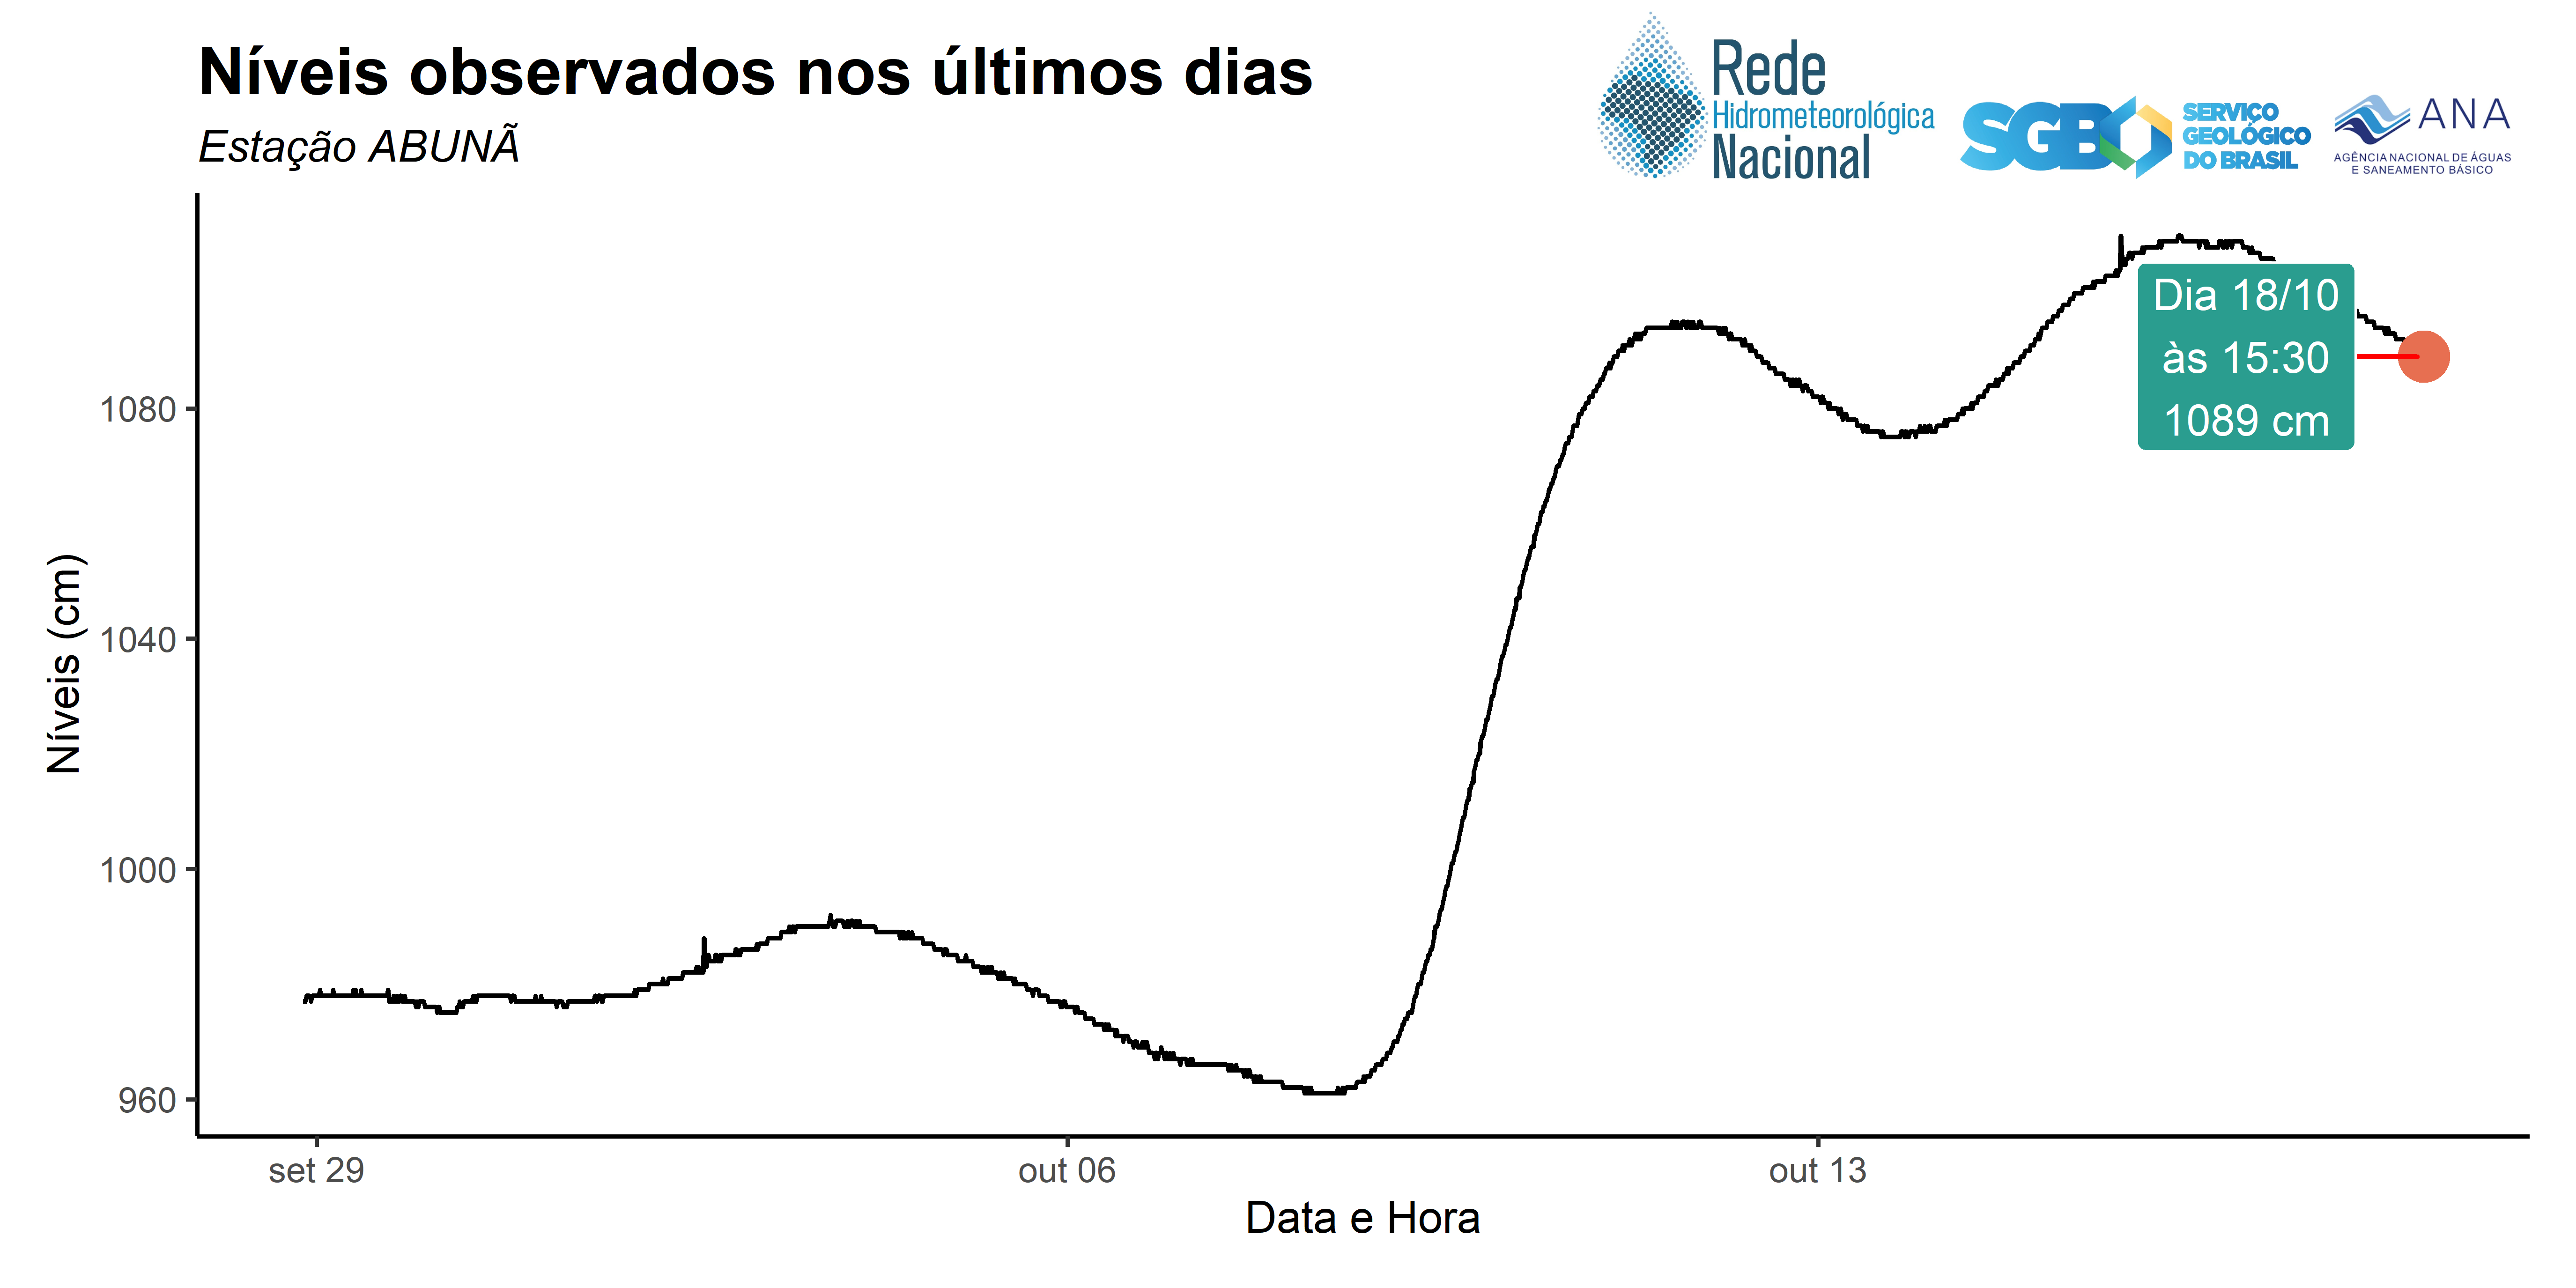 Níveis observados nos últimos dias
Estação ABUNÃ
Rede
Hidrometeorológica
Nacional
SGB
SERVIÇO
GEOLÓGICO
DO BRASIL
ANA
AGÊNCIA NACIONAL DE ÁGUAS
E SANEAMENTO BÁSICO
Dia 18/10
às 15:30
1089 cm
Níveis (cm)
1080
1040
1000
960
set 29
out 06
out 13
Data e Hora